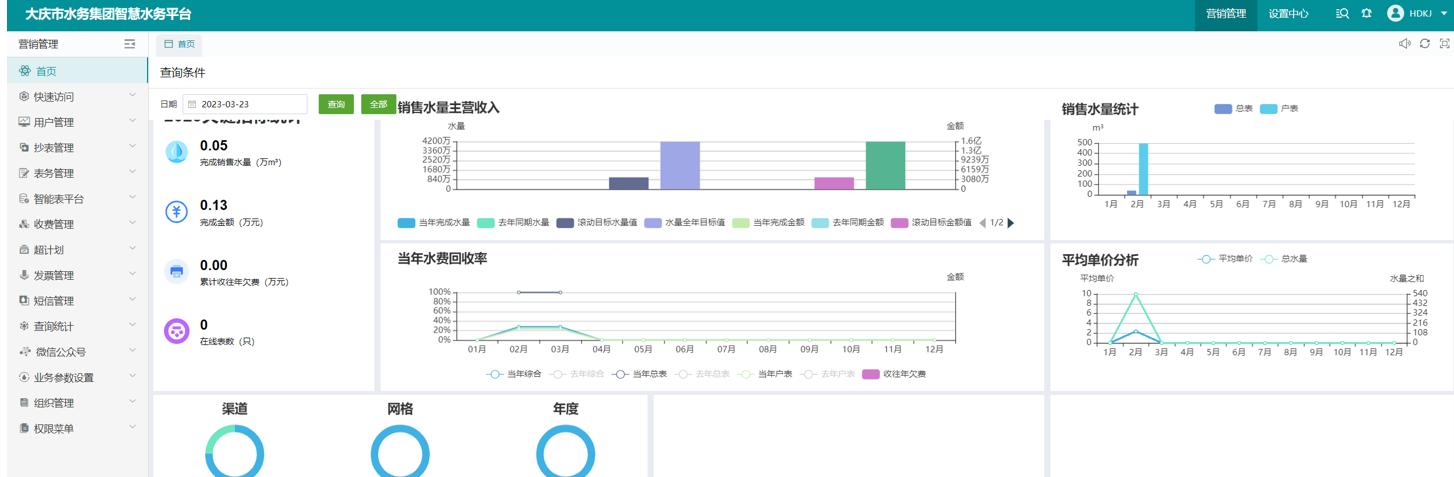 大庆市水务集团智慧水务平台
营销管理
设置中心
HDKJ
营销管理
首页
首页
快速访问
用户管理
抄表管理
表务管理
智能表平台
收费管理
超计划
发票管理
短信管理
查询统计
微信公众号
业务参数设置
组织管理
权限菜单
查询条件
日期
2023-03-23
查询
全部
0.05
完成销售水量（万m³）
0.13
完成金额（万元）
0.00
累计收往年欠费（万元）
0
在线表数（只）
销售水量主营收入
水量
金额
4200万
3360万
2520万
1680万
840万
0
1.6亿
1.3亿
9239万
6159万
3080万
0
当年完成水量
去年同期水量
滚动目标水量值
水量全年目标值
当年完成金额
去年同期金额
滚动目标金额值
1/2
销售水量统计
总表
户表
m³
500
400
300
200
100
0
1月 2月 3月 4月 5月 6月 7月 8月 9月 10月 11月 12月
当年水费回收率
金额
100%
80%
60%
40%
20%
0%
01月 02月 03月 04月 05月 06月 07月 08月 09月 10月 11月 12月
当年综合
去年综合
当年总表
去年总表
当年户表
去年户表
收往年欠费
平均单价分析
平均单价
总水量
平均单价
水量之和
10
8
6
4
2
0
540
432
324
216
108
0
1月 2月 3月 4月 5月 6月 7月 8月 9月 10月 11月 12月
渠道
网格
年度